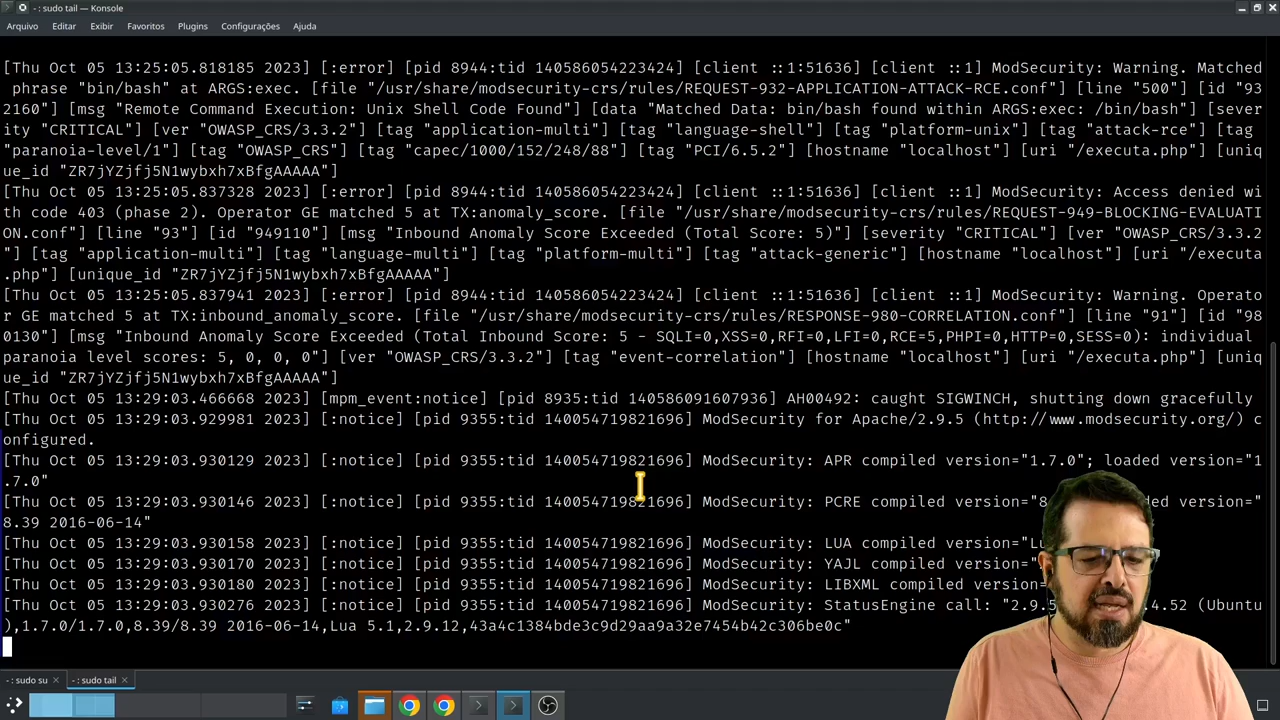 - : sudo tail — Konsole
Arquivo Editar Exibir Favoritos Plugins Configurações Ajuda
[Thu Oct 05 13:25:05.818185 2023] [:error] [pid 8944:tid 140586054223424] [client ::1:51636] [client ::1] ModSecurity: Warning. Matched
 phrase "bin/bash" at ARGS:exec. [file "/usr/share/modsecurity-crs/rules/REQUEST-932-APPLICATION-ATTACK-RCE.conf"] [line "500"] [id "93
2160"] [msg "Remote Command Execution: Unix Shell Code Found"] [data "Matched Data: bin/bash found within ARGS:exec: /bin/bash"] [sever
ity "CRITICAL"] [ver "OWASP_CRS/3.3.2"] [tag "application-multi"] [tag "language-shell"] [tag "platform-unix"] [tag "attack-rce"] [tag
"paranoia-level/1"] [tag "OWASP_CRS"] [tag "capec/1000/152/248/88"] [tag "PCI/6.5.2"] [hostname "localhost"] [uri "/executa.php"] [uniq
ue_id "ZR7jYZjfj5N1wybxh7xBfgAAAAA"]
[Thu Oct 05 13:25:05.837328 2023] [:error] [pid 8944:tid 140586054223424] [client ::1:51636] [client ::1] ModSecurity: Access denied wi
th code 403 (phase 2). Operator GE matched 5 at TX:anomaly_score. [file "/usr/share/modsecurity-crs/rules/REQUEST-949-BLOCKING-EVALUATI
ON.conf"] [line "93"] [id "949110"] [msg "Inbound Anomaly Score Exceeded (Total Score: 5)"] [severity "CRITICAL"] [ver "OWASP_CRS/3.3.2
"] [tag "application-multi"] [tag "language-multi"] [tag "platform-multi"] [tag "attack-generic"] [hostname "localhost"] [uri "/executa
.php"] [unique_id "ZR7jYZjfj5N1wybxh7xBfgAAAAA"]
[Thu Oct 05 13:25:05.837941 2023] [:error] [pid 8944:tid 140586054223424] [client ::1:51636] [client ::1] ModSecurity: Warning. Operato
r GE matched 5 at TX:inbound_anomaly_score. [file "/usr/share/modsecurity-crs/rules/RESPONSE-980-CORRELATION.conf"] [line "91"] [id "98
0130"] [msg "Inbound Anomaly Score Exceeded (Total Inbound Score: 5 - SQLI=0,XSS=0,RFI=0,LFI=0,RCE=5,PHPI=0,HTTP=0,SESS=0): individual
paranoia level scores: 5, 0, 0, 0"] [ver "OWASP_CRS/3.3.2"] [tag "event-correlation"] [hostname "localhost"] [uri "/executa.php"] [uniq
ue_id "ZR7jYZjfj5N1wybxh7xBfgAAAAA"]
[Thu Oct 05 13:29:03.466668 2023] [mpm_event:notice] [pid 8935:tid 140586091607936] AH00492: caught SIGWINCH, shutting down gracefully
[Thu Oct 05 13:29:03.929981 2023] [:notice] [pid 9355:tid 140054719821696] ModSecurity for Apache/2.9.5 (http://www.modsecurity.org/) c
onfigured.
[Thu Oct 05 13:29:03.930129 2023] [:notice] [pid 9355:tid 140054719821696] ModSecurity: APR compiled version="1.7.0"; loaded version="1
.7.0"
[Thu Oct 05 13:29:03.930146 2023] [:notice] [pid 9355:tid 140054719821696] ModSecurity: PCRE compiled version="8. version="
8.39 2016-06-14"
[Thu Oct 05 13:29:03.930158 2023] [:notice] [pid 9355:tid 140054719821696] ModSecurity: LUA compiled version="Lu
[Thu Oct 05 13:29:03.930170 2023] [:notice] [pid 9355:tid 140054719821696] ModSecurity: YAJL compiled version="
[Thu Oct 05 13:29:03.930180 2023] [:notice] [pid 9355:tid 140054719821696] ModSecurity: LIBXML compiled version=
[Thu Oct 05 13:29:03.930276 2023] [:notice] [pid 9355:tid 140054719821696] ModSecurity: StatusEngine call: "2.9.5 4.52 (Ubuntu
),1.7.0/1.7.0,8.39/8.39 2016-06-14,Lua 5.1,2.9.12,43a4c1384bde3c9d29aa9a32e7454b42c306be0c"
- : sudo su - : sudo tail